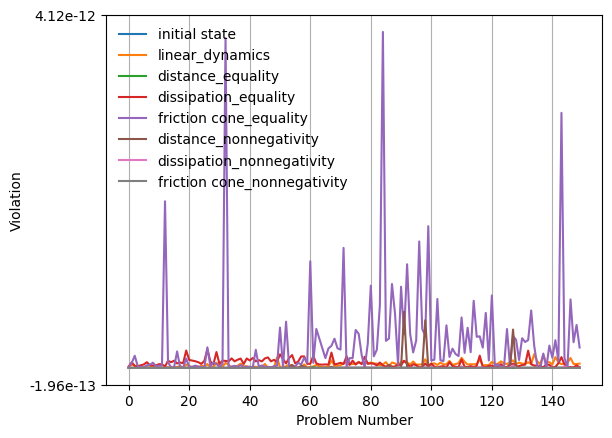 4.12e-12
initial state
linear_dynamics
distance_equality
dissipation_equality
friction cone_equality
distance_nonnegativity
dissipation_nonnegativity
friction cone_nonnegativity
Violation
-1.96e-13
0 20 40 60 80 100 120 140
Problem Number